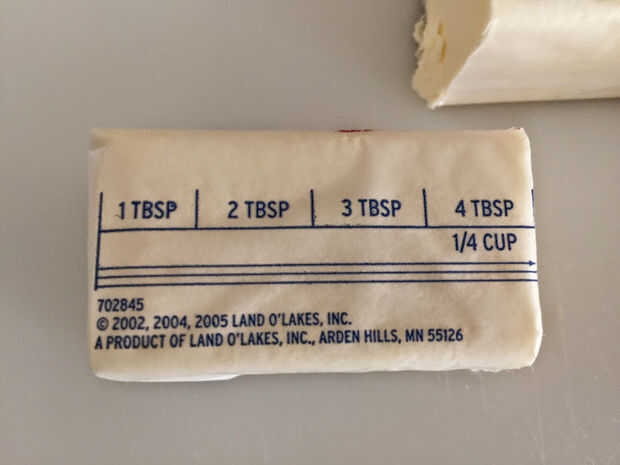 1 TBSP 2 TBSP 3 TBSP 4 TBSP
1/4 CUP
702845
© 2002, 2004, 2005 LAND O'LAKES, INC.
A PRODUCT OF LAND O'LAKES, INC., ARDEN HILLS, MN 55126